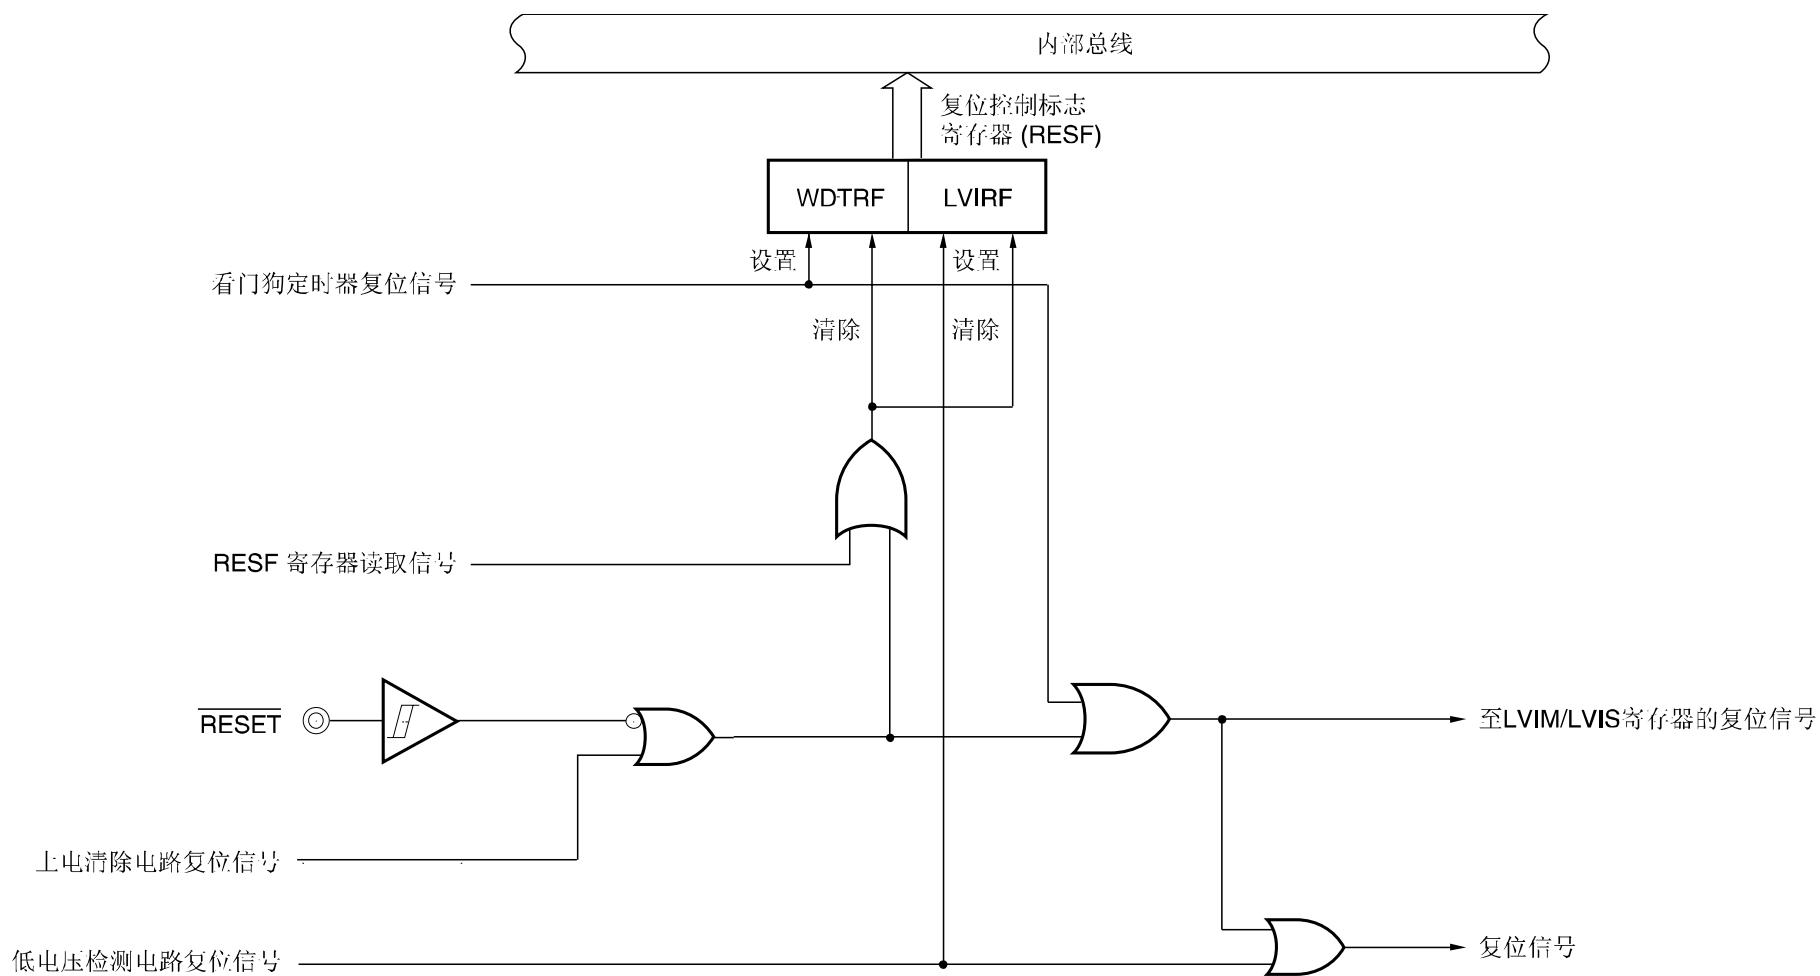 内部总线
复位控制标志
寄存器 (RESF)
WDTRF
LVIRF
设置
设置
看门狗定时器复位信号
清除
清除
RESF 寄存器读取信号
RESET
至LVIM/LVIS寄存器的复位信号
上电清除电路复位信号
复位信号
低电压检测电路复位信号